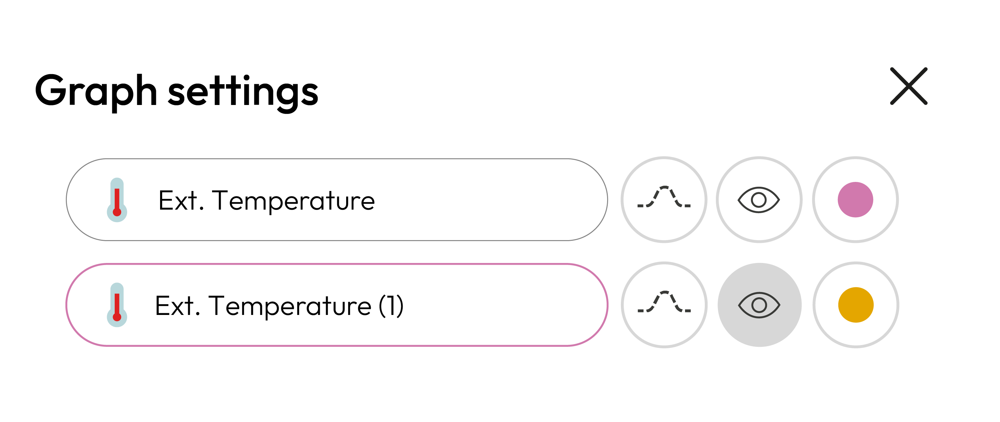 Graph settings
Ext. Temperature
Ext. Temperature (1)